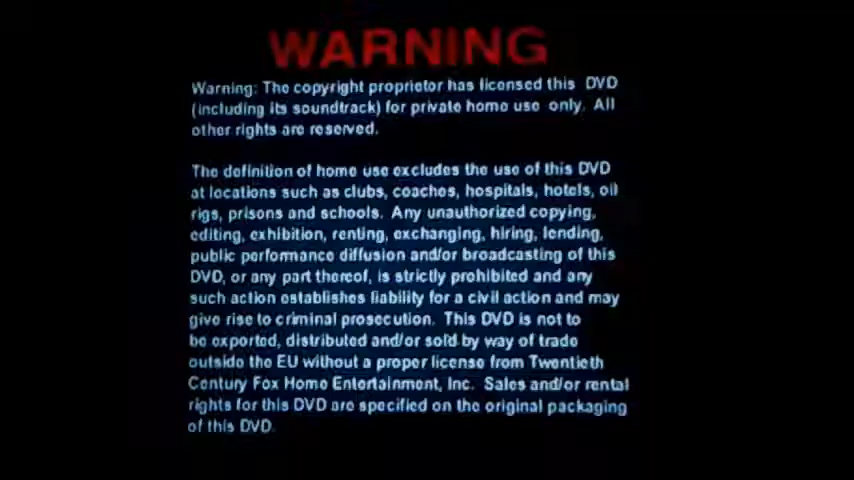 WARNING
Warning: The copyright proprietor has licensed this DVD
(including its soundtrack) for private home use only. All
other rights are reserved.
The definition of home use excludes the use of this DVD
at locations such as clubs, coaches, hospitals, hotels, oil
rigs, prisons and schools. Any unauthorized copying,
editing, exhibition, renting, exchanging, hiring, lending,
public performance diffusion and/or broadcasting of this
DVD, or any part thereof, is strictly prohibited and any
such action establishes liability for a civil action and may
give rise to criminal prosecution. This DVD is not to
be exported, distributed and/or sold by way of trade
outside the EU without a proper license from Twentieth
Century Fox Home Entertainment, Inc. Sales and/or rental
rights for this DVD are specified on the original packaging
of this DVD.